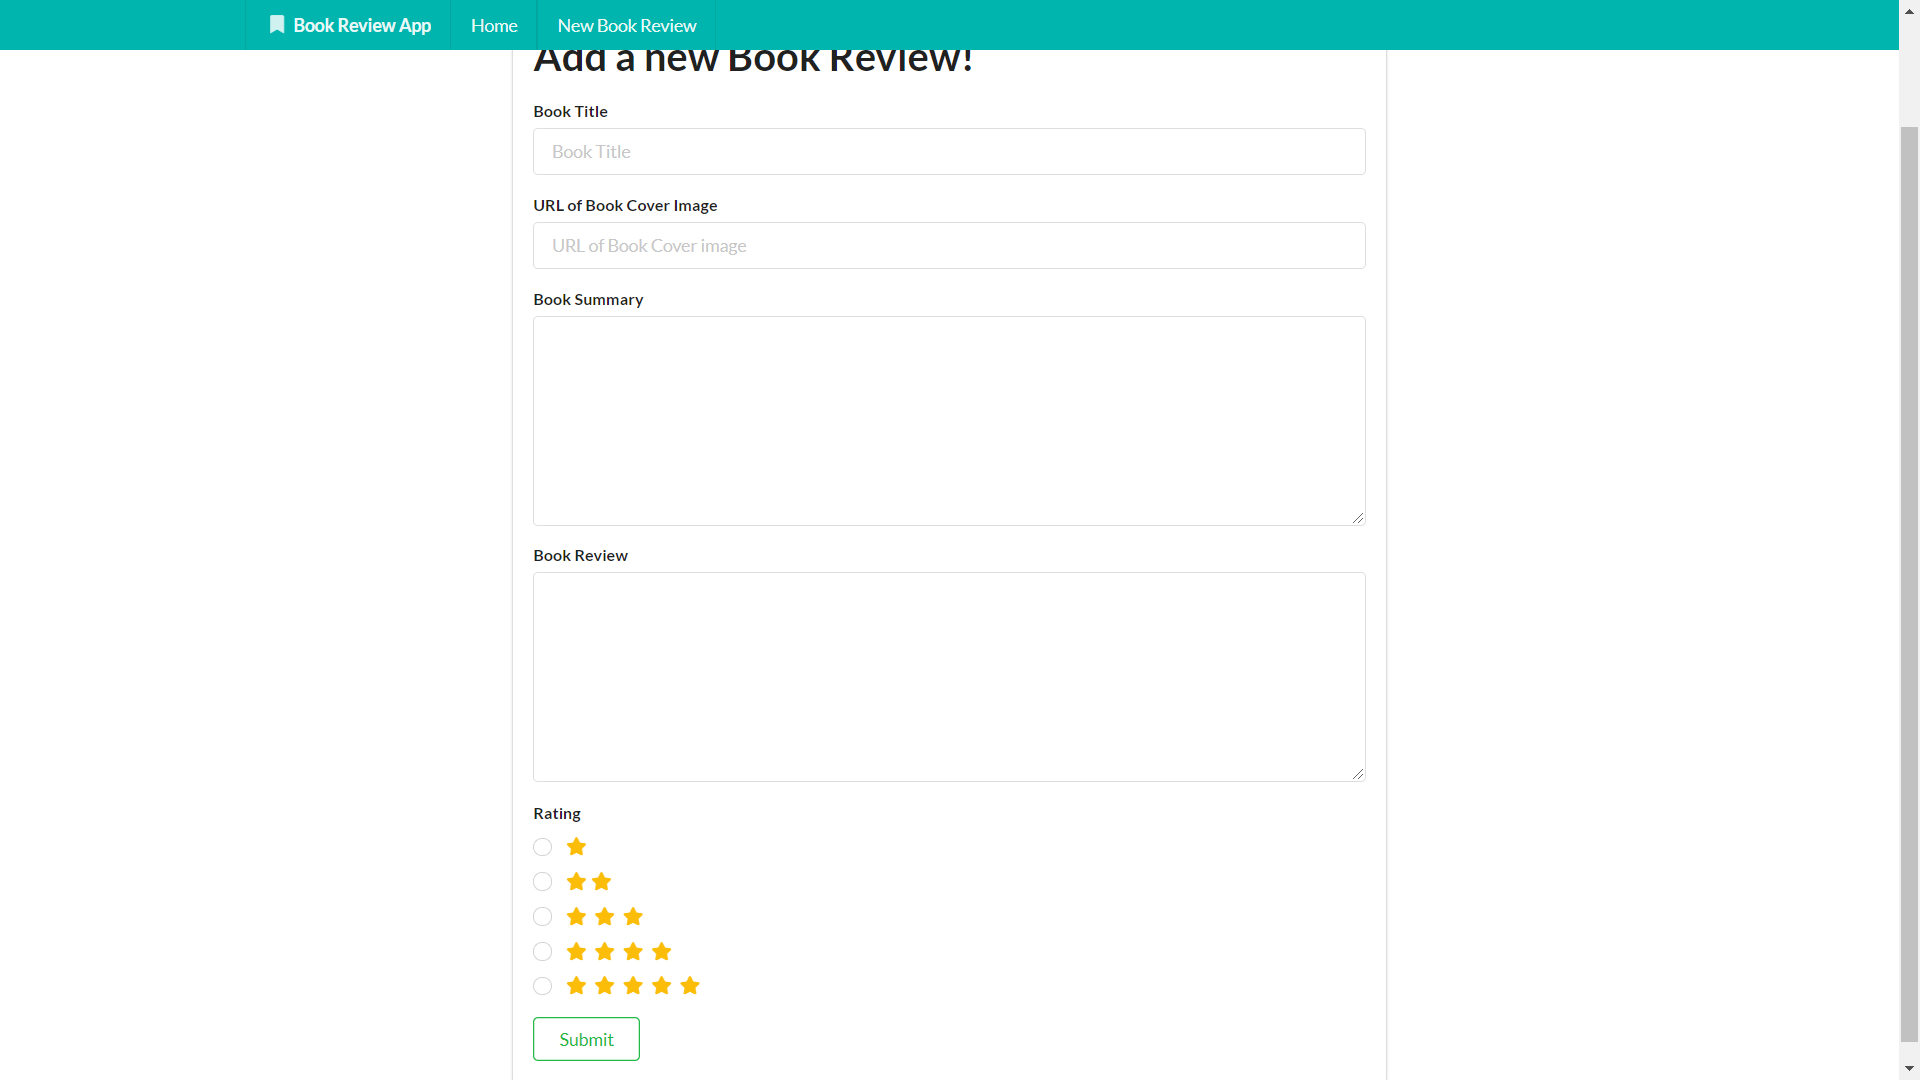 Book Review App Home New Book Review
Add a new Book Review!
Book Title
Book Title
URL of Book Cover Image
URL of Book Cover image
Book Summary
Book Review
Rating
Submit